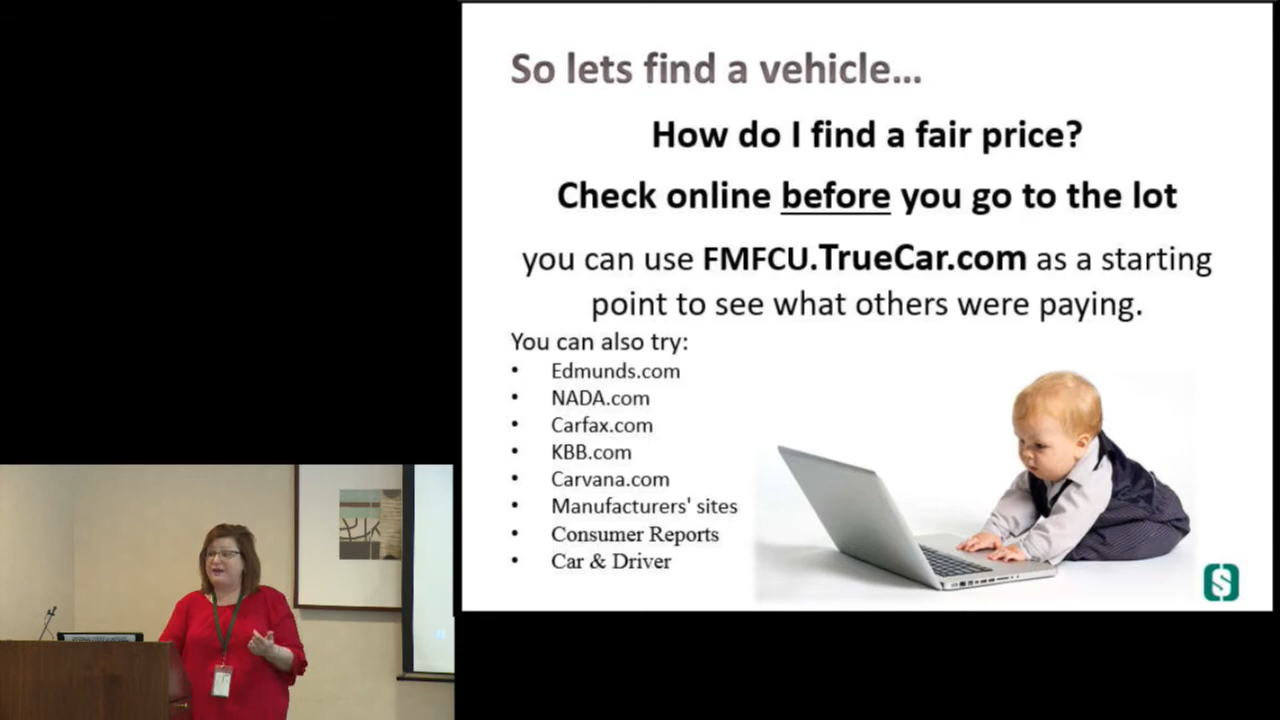 So lets find a vehicle...
How do I find a fair price?
Check online before you go to the lot
you can use FMFCU.TrueCar.com as a starting
point to see what others were paying.
You can also try:
• Edmunds.com
• NADA.com
• Carfax.com
• KBB.com
• Carvana.com
• Manufacturers' sites
• Consumer Reports
• Car & Driver
$